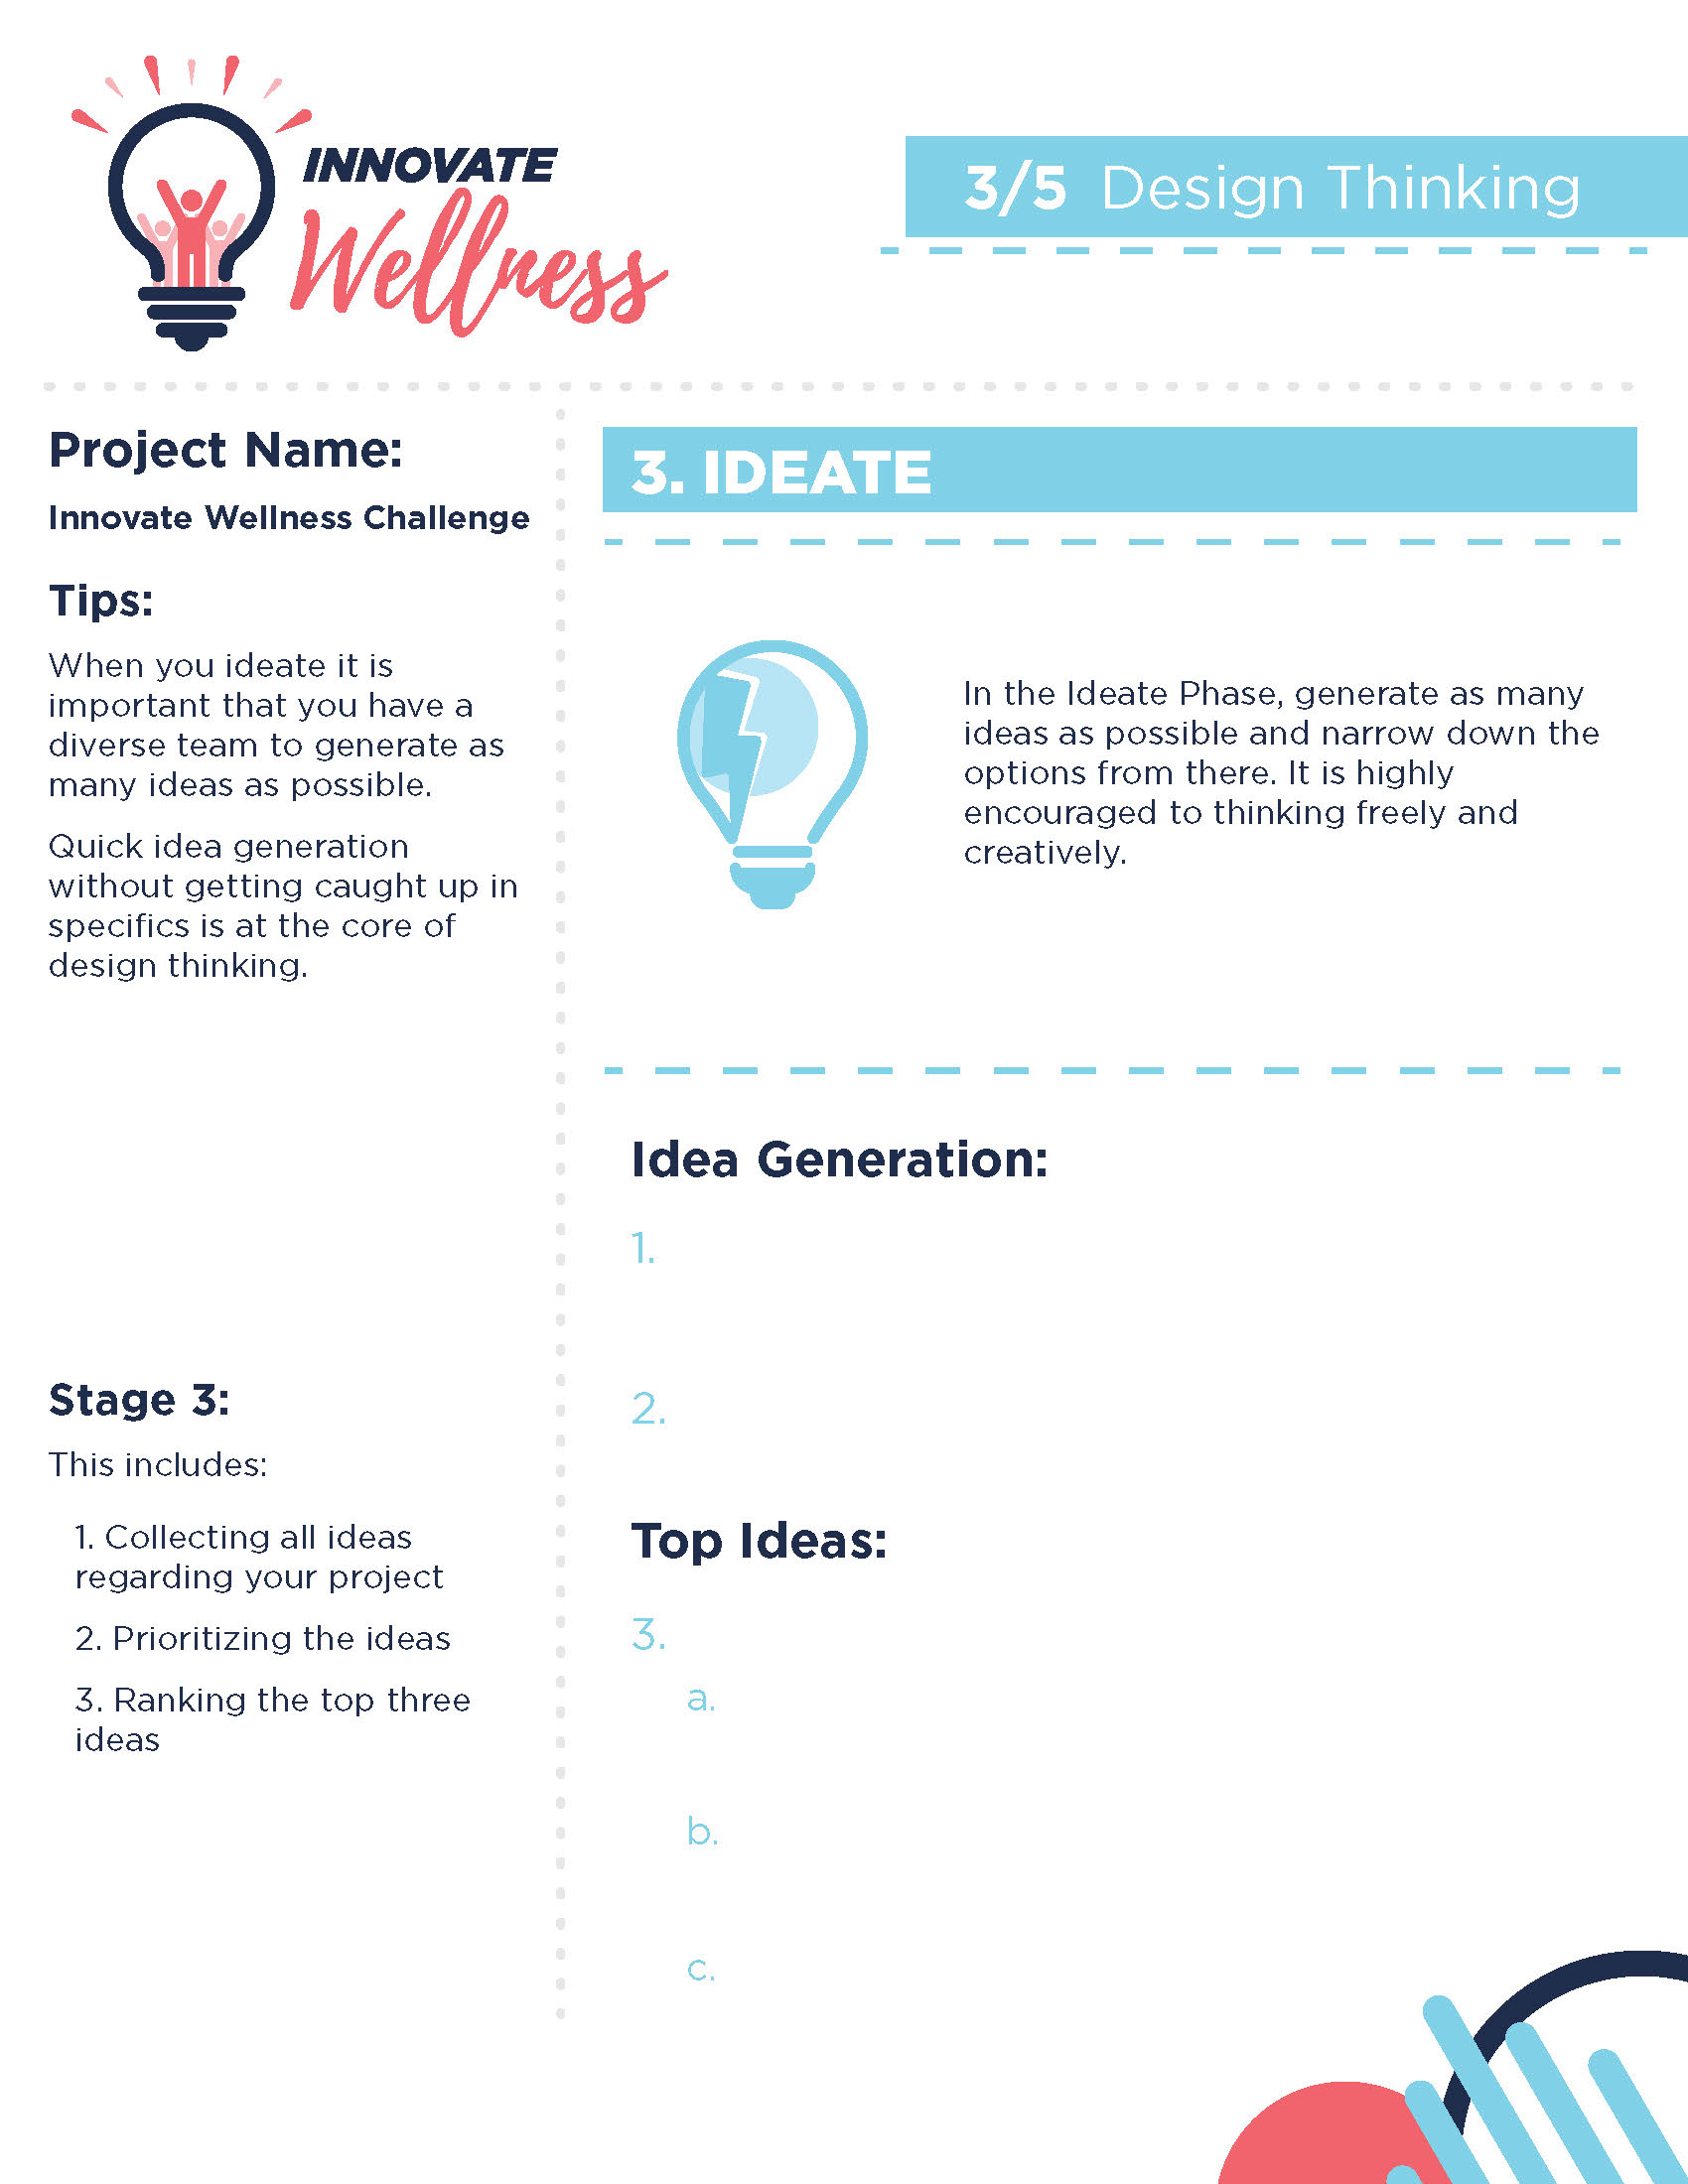 INNOVATE
Wellness
3/5 Design Thinking
Project Name:
Innovate Wellness Challenge
Tips:
When you ideate it is
important that you have a
diverse team to generate as
many ideas as possible.
Quick idea generation
without getting caught up in
specifics is at the core of
design thinking.
Stage 3:
This includes:
1. Collecting all ideas
regarding your project
2. Prioritizing the ideas
3. Ranking the top three
ideas
3. IDEATE
In the Ideate Phase, generate as many
ideas as possible and narrow down the
options from there. It is highly
encouraged to thinking freely and
creatively.
Idea Generation:
1.
2.
Top Ideas:
3.
a.
b.
c.